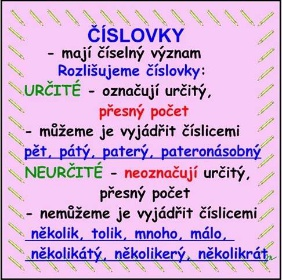 ČÍSLOVKY
- mají číselný význam
Rozlišujeme číslovky:
URČITÉ - označují určitý,
přesný počet
- můžeme je vyjádřit číslicemi
pět, pátý, paterý, pateronásobný
NEURČITÉ - neoznačují určitý,
přesný počet
- nemůžeme je vyjádřit číslicemi
několik, tolik, mnoho, málo,
několikátý, několikerý, několikrát